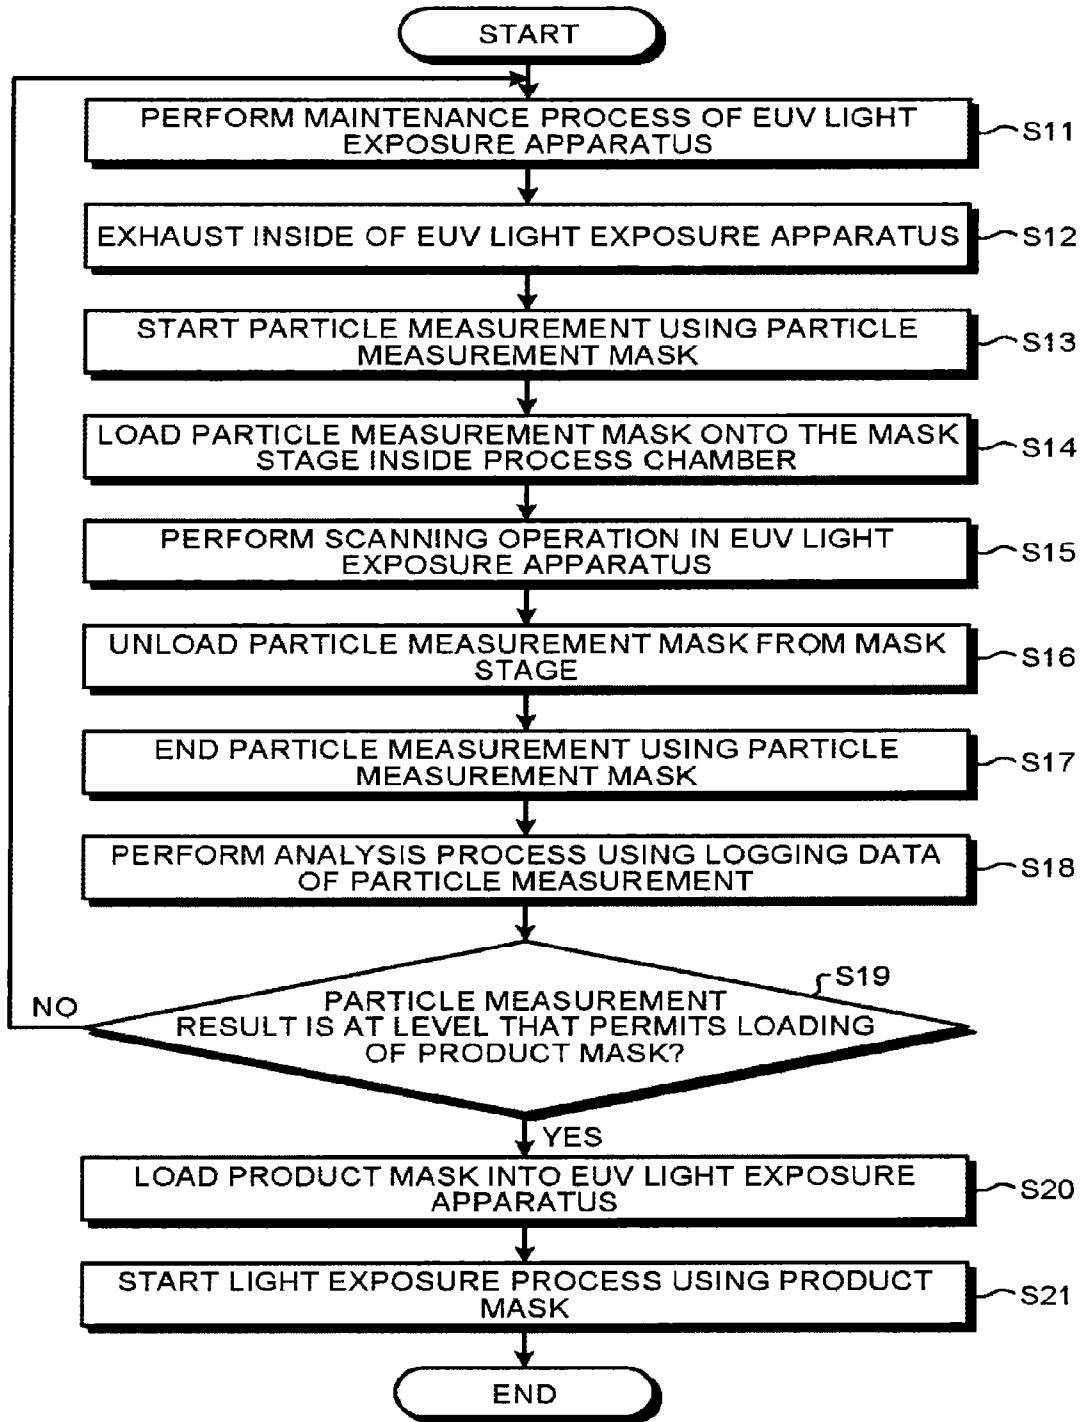 START
PERFORM MAINTENANCE PROCESS OF EUV LIGHT
EXPOSURE APPARATUS
S11
EXHAUST INSIDE OF EUV LIGHT EXPOSURE APPARATUS
S12
START PARTICLE MEASUREMENT USING PARTICLE
MEASUREMENT MASK
S13
LOAD PARTICLE MEASUREMENT MASK ONTO THE MASK
STAGE INSIDE PROCESS CHAMBER
S14
PERFORM SCANNING OPERATION IN EUV LIGHT
EXPOSURE APPARATUS
S15
UNLOAD PARTICLE MEASUREMENT MASK FROM MASK
STAGE
S16
END PARTICLE MEASUREMENT USING PARTICLE
MEASUREMENT MASK
S17
PERFORM ANALYSIS PROCESS USING LOGGING DATA
OF PARTICLE MEASUREMENT
S18
S19
NO
PARTICLE MEASUREMENT
RESULT IS AT LEVEL THAT PERMITS LOADING
OF PRODUCT MASK?
YES
LOAD PRODUCT MASK INTO EUV LIGHT EXPOSURE
APPARATUS
S20
START LIGHT EXPOSURE PROCESS USING PRODUCT
MASK
S21
END